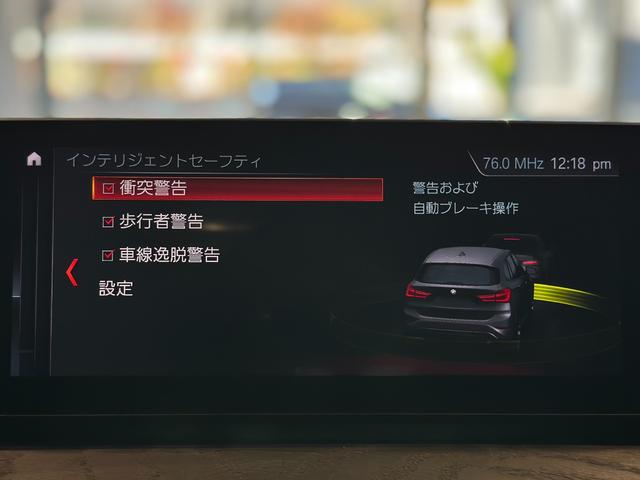 インテリジェントセーフティ
76.0 MHz 12:18 pm
衝突警告
歩行者警告
車線逸脱警告
設定
警告および
自動ブレーキ操作